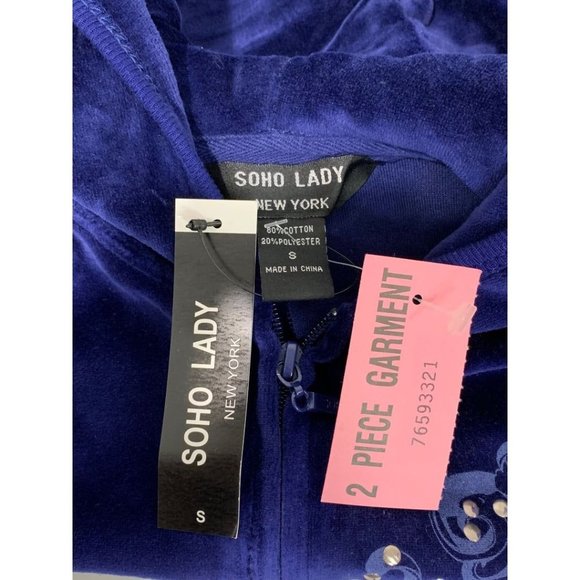 SOHO LADY
NEW YORK
80%COTTON
20%POLYESTER
S
MADE IN CHINA
SOHO LADY
NEW YORK
S
2 PIECE GARMENT
76593321